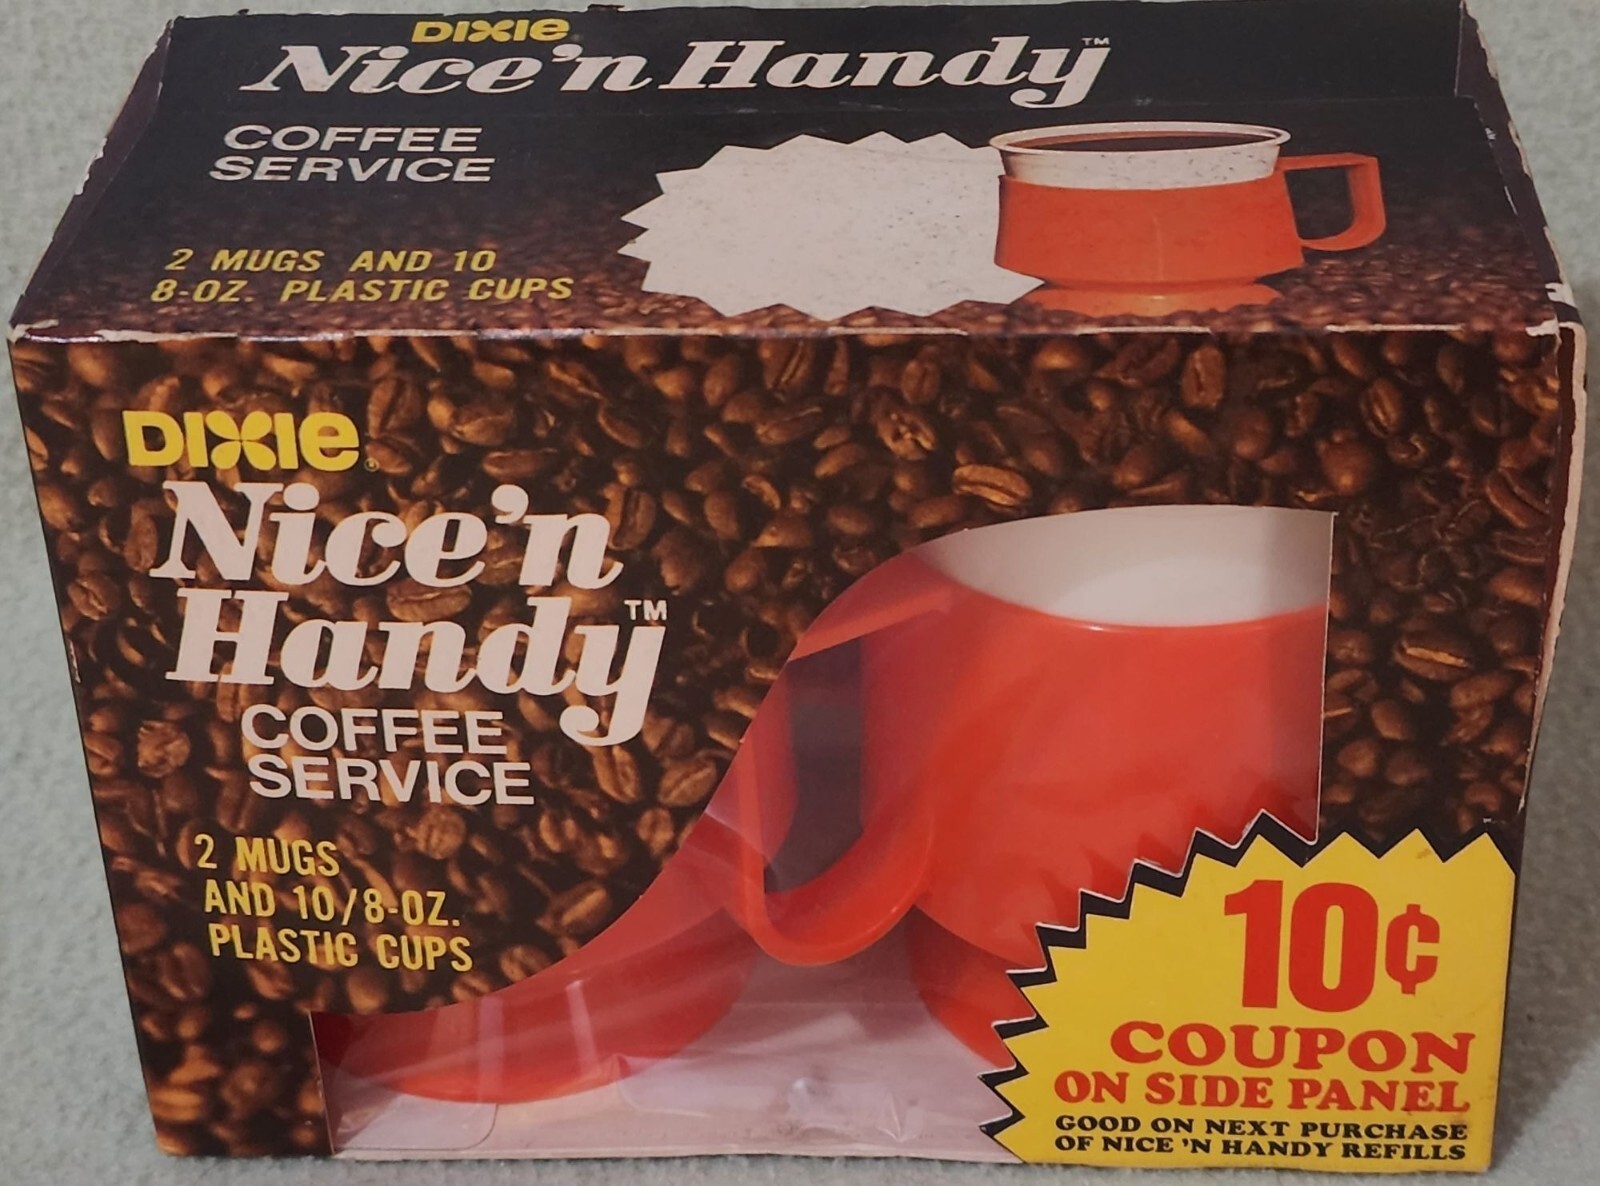 DIXIE
Nice'n Handy™
COFFEE
SERVICE
2 MUGS AND 10
8-OZ. PLASTIC CUPS
DIXIE®
Nice'n
Handy™
COFFEE
SERVICE
2 MUGS
AND 10/8-OZ.
PLASTIC CUPS
10¢
COUPON
ON SIDE PANEL
GOOD ON NEXT PURCHASE
OF NICE 'N HANDY REFILLS